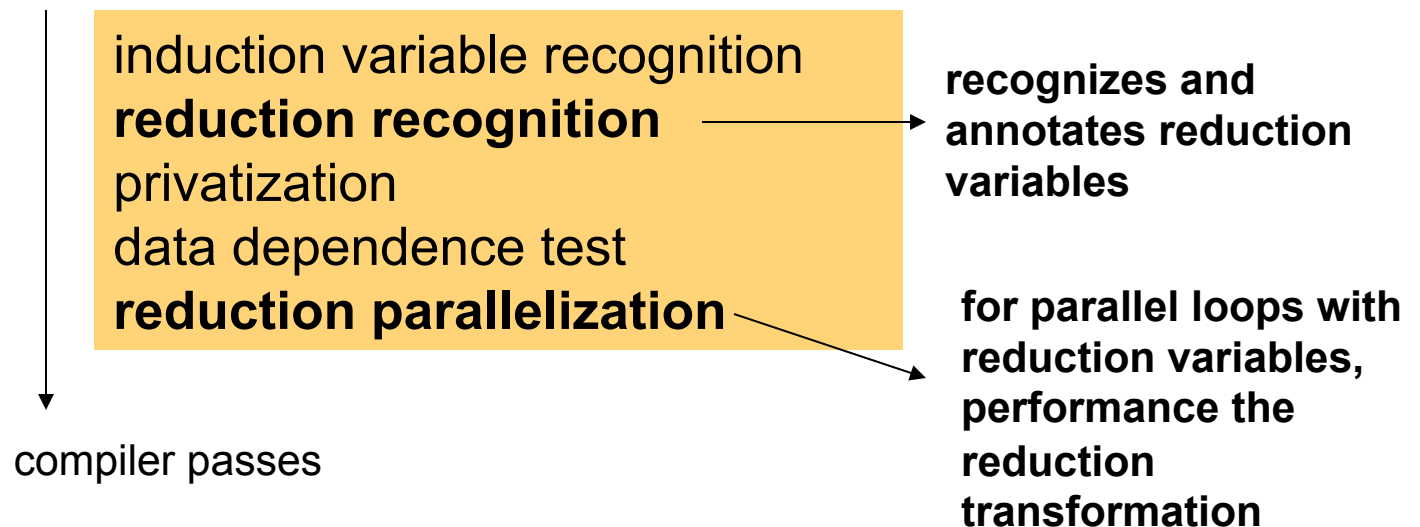 induction variable recognition
reduction recognition
privatization
data dependence test
reduction parallelization
recognizes and
annotates reduction
variables
for parallel loops with
reduction variables,
performance the
reduction
transformation
compiler passes